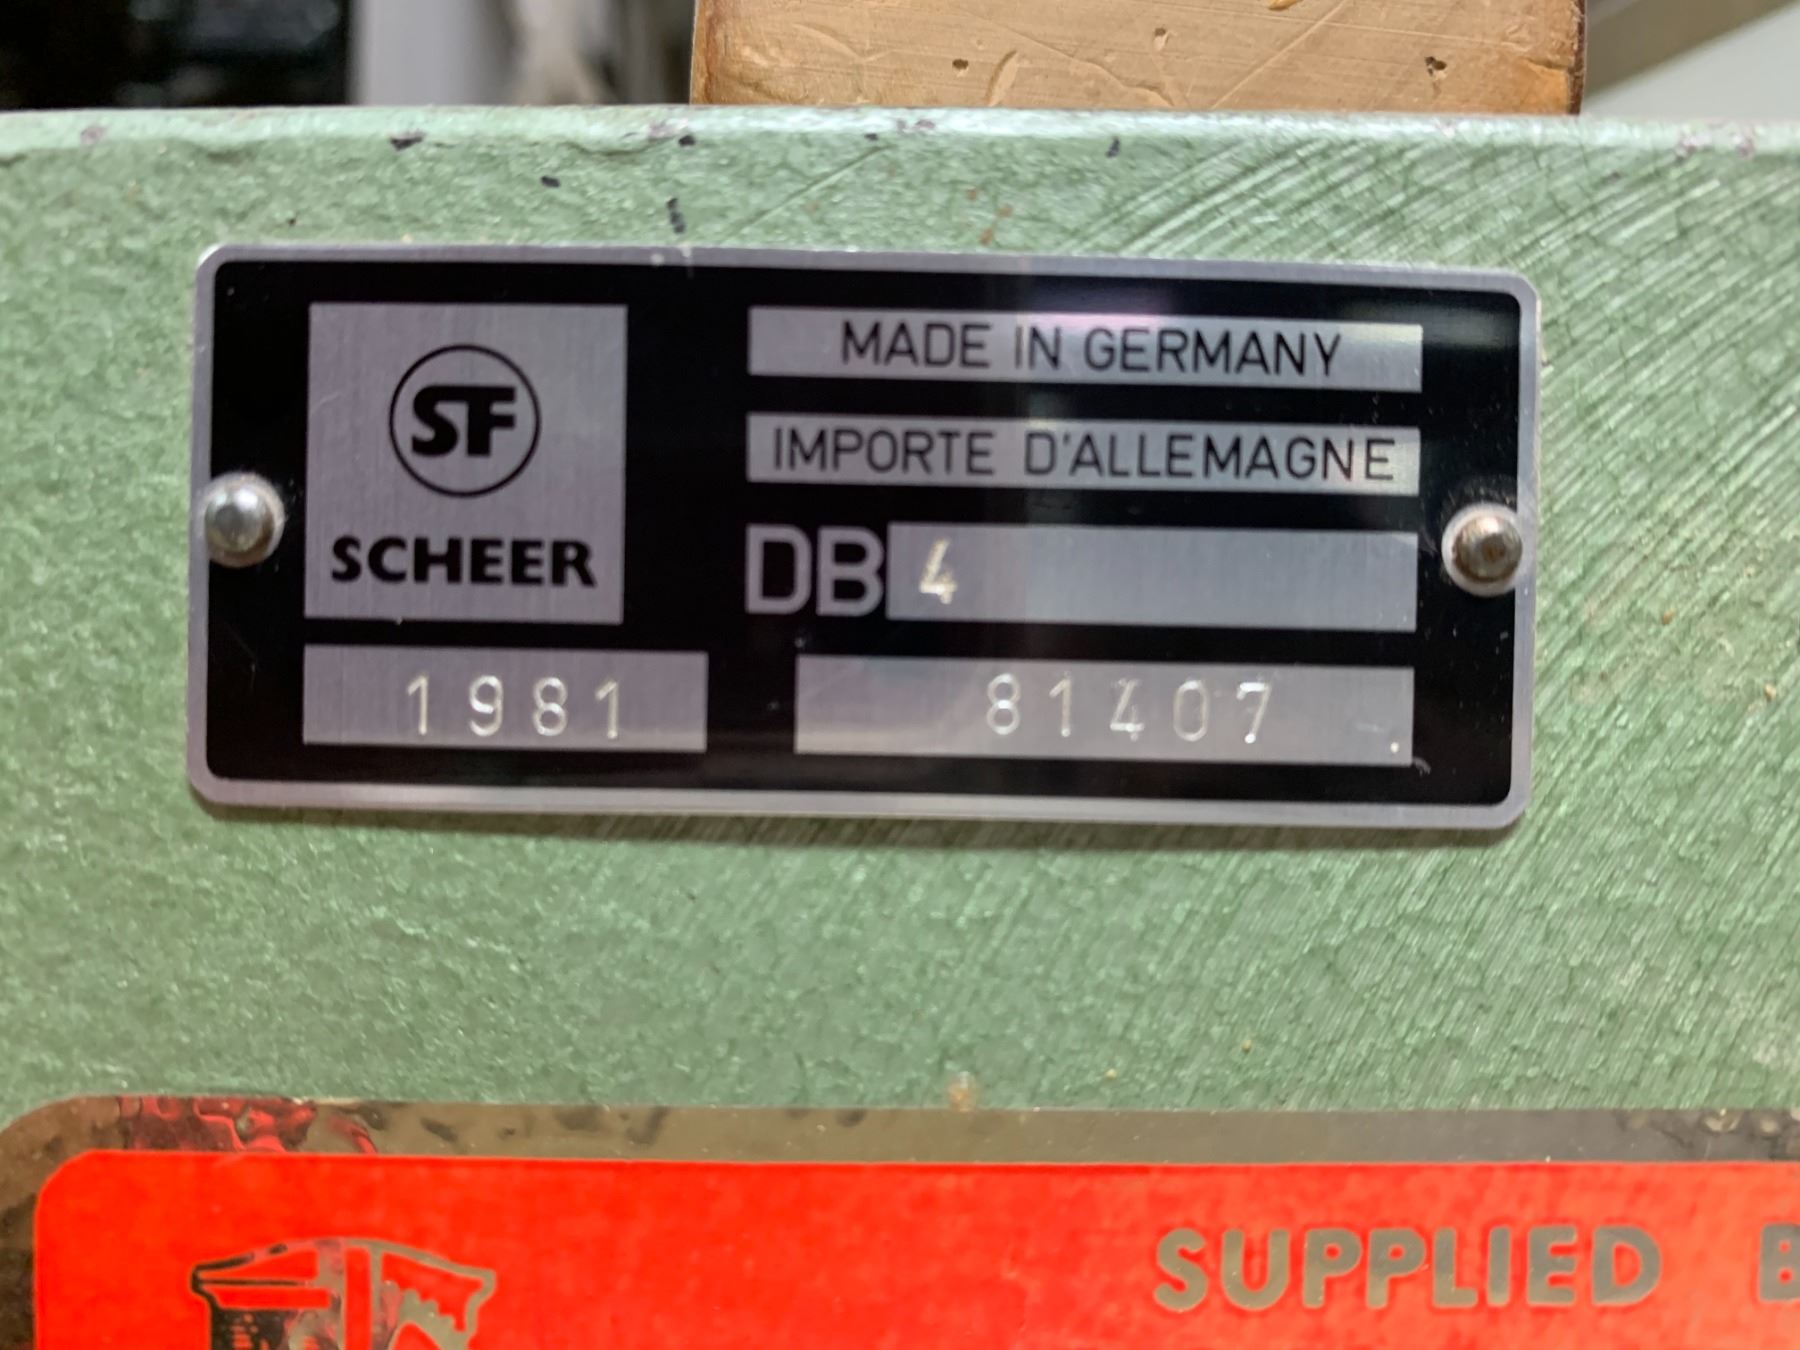 SF
SCHEER
MADE IN GERMANY
IMPORTE D'ALLEMAGNE
DB 4
1981
81407
SUPPLIED B